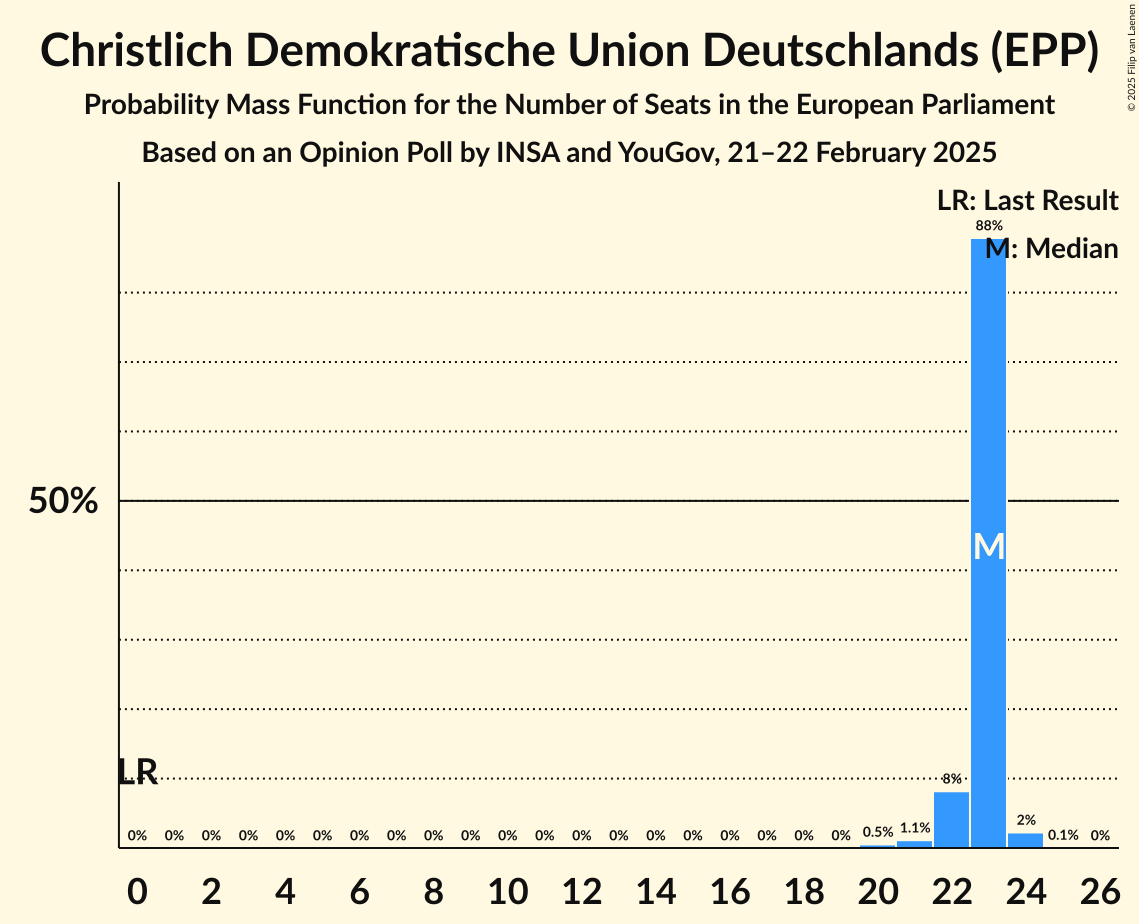 Christlich Demokratische Union Deutschlands (EPP)
Probability Mass Function for the Number of Seats in the European Parliament
Based on an Opinion Poll by INSA and YouGov, 21–22 February 2025
© 2025 Filip van Laenen
LR: Last Result
88%
M: Median
50%
M
LR
8%
0% 0% 0% 0% 0% 0% 0% 0% 0% 0% 0% 0% 0% 0% 0% 0% 0% 0% 0% 0% 0.5% 1.1% 2% 0.1% 0%
0 2 4 6 8 10 12 14 16 18 20 22 24 26